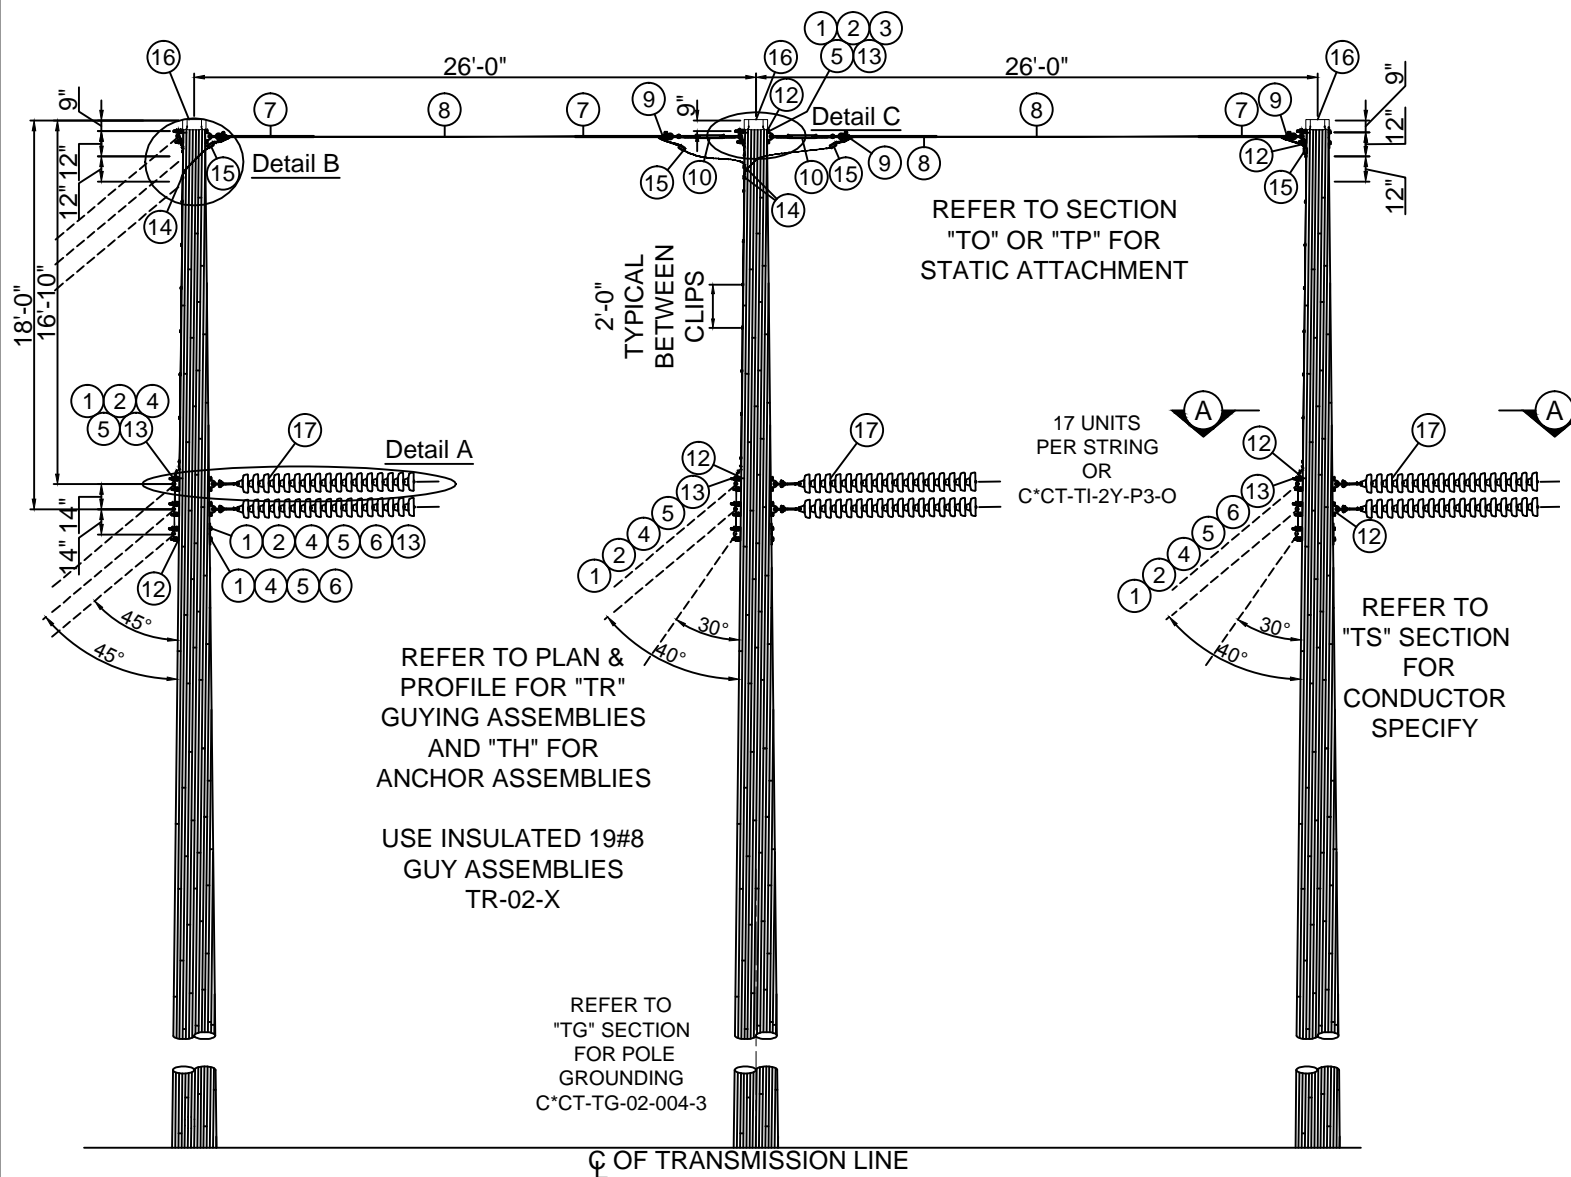 1 2 3
16 26'-0" 16 5 13 26'-0" 16
9" 7 8 7 9 9" 12 Detail C 8 7 9 9"
12" 12"
12" 15 Detail B 15 10 14 10 15 9 8 12 15 12"
14
18'-0"
16'-10"
REFER TO SECTION
"TO" OR "TP" FOR
STATIC ATTACHMENT
2'-0"
TYPICAL
BETWEEN
CLIPS
1 2 4
5 13 17 Detail A
14"
14"
1 2 4 5 6 13
12 1 4 5 6
45°
45°
12 17
13
5
4
2
1
30°
40°
17 UNITS
PER STRING
OR
C*CT-TI-2Y-P3-O
A A
12 17
13
6
5
4
2
1
12
30°
40°
REFER TO PLAN &
PROFILE FOR "TR"
GUYING ASSEMBLIES
AND "TH" FOR
ANCHOR ASSEMBLIES
USE INSULATED 19#8
GUY ASSEMBLIES
TR-02-X
REFER TO
"TS" SECTION
FOR
CONDUCTOR
SPECIFY
REFER TO
"TG" SECTION
FOR POLE
GROUNDING
C*CT-TG-02-004-3
℄ OF TRANSMISSION LINE